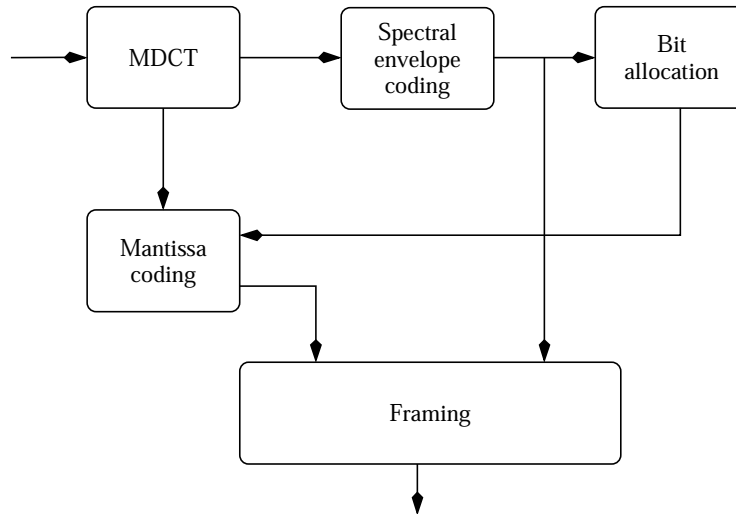 MDCT
Spectral
envelope
coding
Bit
allocation
Mantissa
coding
Framing